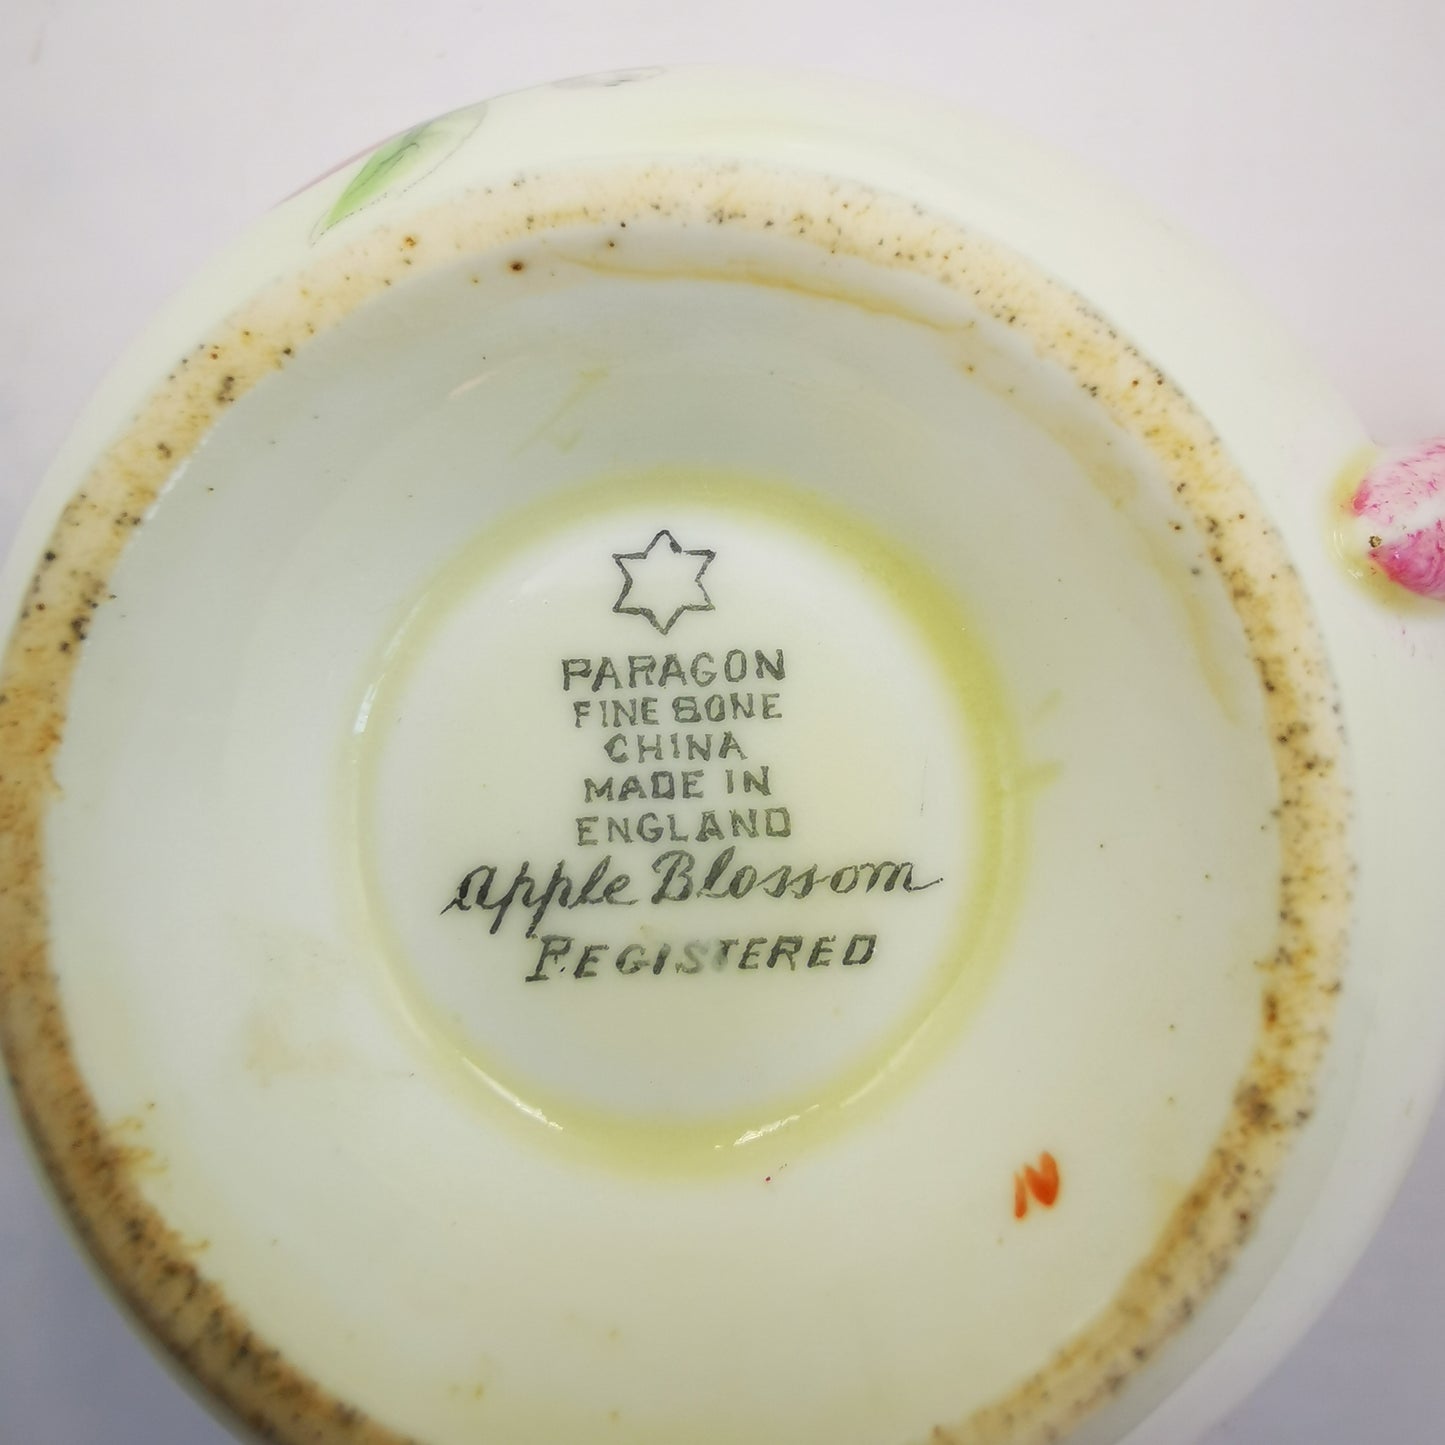 PARAGON
FINE BONE
CHINA
MADE IN
ENGLAND
Apple Blossom
REGISTERED
N